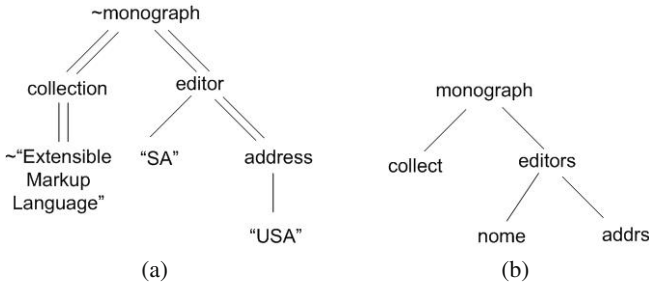 ~monograph
collection
editor
~“Extensible
Markup
Language”
“SA”
address
“USA”
(a)
monograph
collect
editors
nome
addrs
(b)